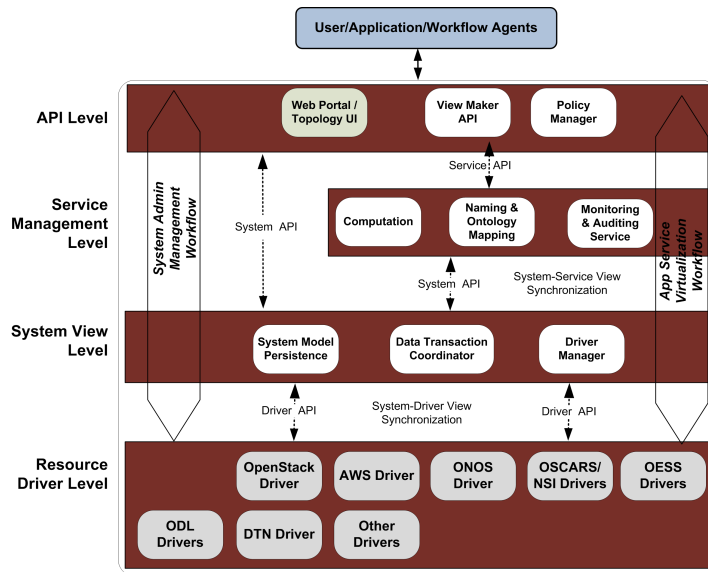 User/Application/Workflow Agents
API Level
Web Portal /
Topology UI
View Maker
API
Policy
Manager
Service API
System API
Service
Management
Level
Computation
Naming &
Ontology
Mapping
Monitoring
& Auditing
Service
System Admin
Management
Workflow
App Service
Virtualization
Workflow
System API
System-Service View
Synchronization
System View
Level
System Model
Persistence
Data Transaction
Coordinator
Driver
Manager
Driver API
System-Driver View
Synchronization
Driver API
Resource
Driver Level
OpenStack
Driver
AWS Driver
ONOS
Driver
OSCARS/
NSI Drivers
OESS
Drivers
ODL
Drivers
DTN Driver
Other
Drivers